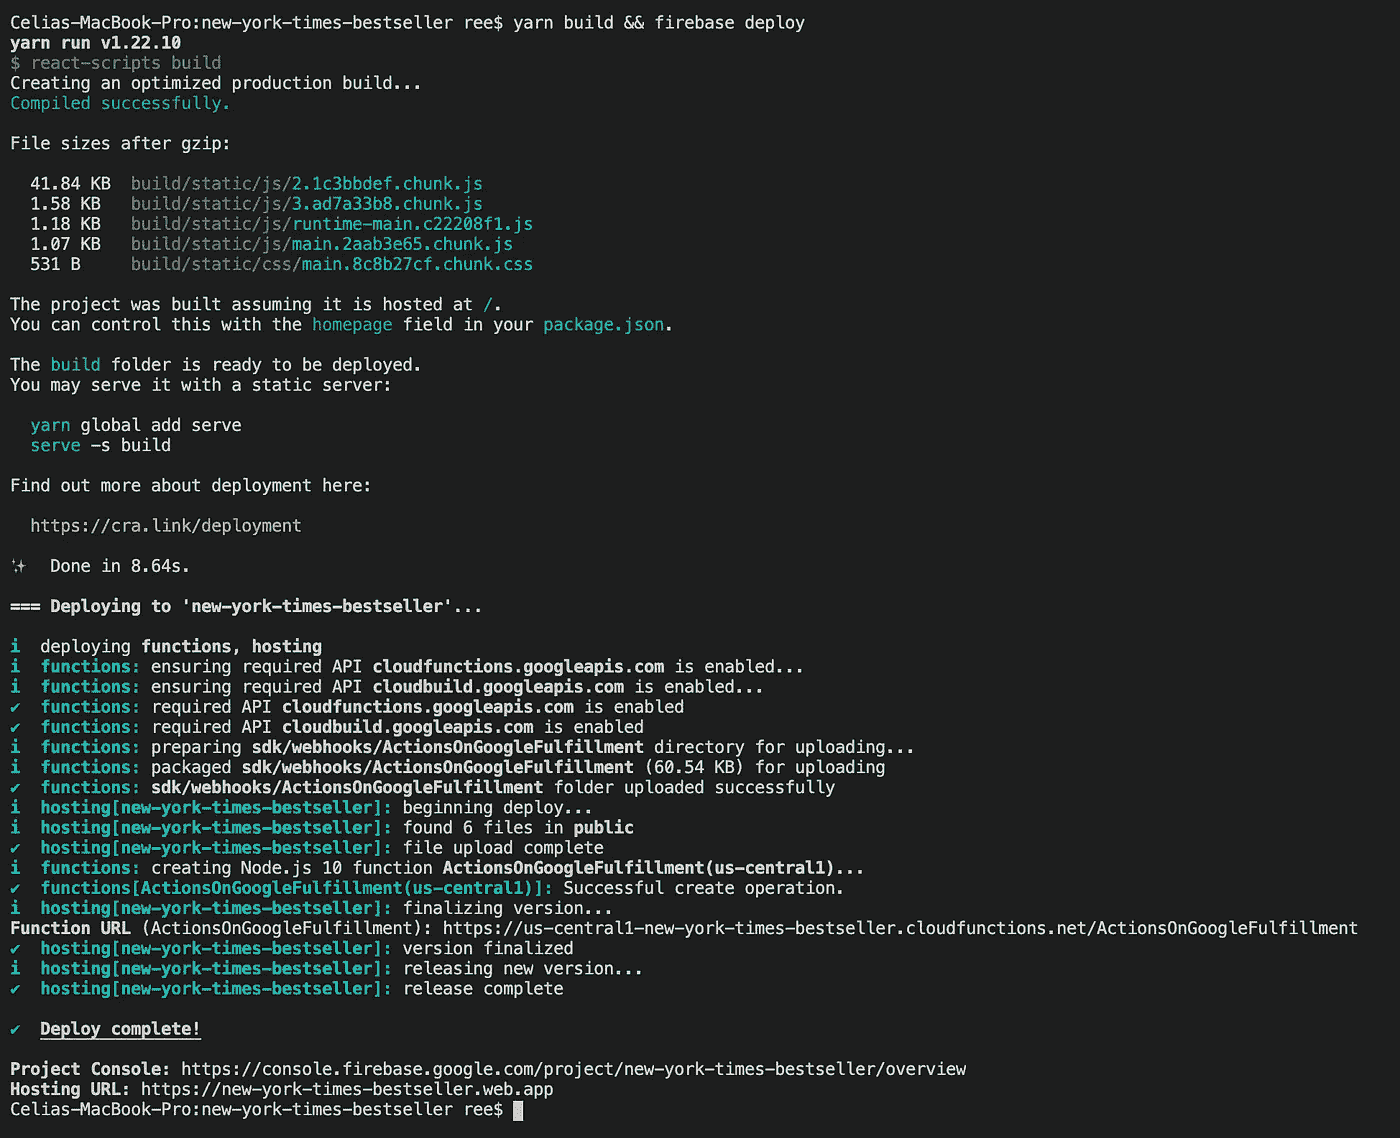 Celias-MacBook-Pro:new-york-times-bestseller ree$ yarn build && firebase deploy
yarn run v1.22.10
$ react-scripts build
Creating an optimized production build...
Compiled successfully.
File sizes after gzip:
41.84 KB build/static/js/2.1c3bbdef.chunk.js
1.58 KB build/static/js/3.ad7a33b8.chunk.js
1.18 KB build/static/js/runtime-main.c22208f1.js
1.07 KB build/static/js/main.2aab3e65.chunk.js
531 B build/static/css/main.8c8b27cf.chunk.css
The project was built assuming it is hosted at /.
You can control this with the homepage field in your package.json.
The build folder is ready to be deployed.
You may serve it with a static server:
yarn global add serve
serve -s build
Find out more about deployment here:
https://cra.link/deployment
✨ Done in 8.64s.
=== Deploying to 'new-york-times-bestseller'...
i deploying functions, hosting
i functions: ensuring required API cloudfunctions.googleapis.com is enabled...
i functions: ensuring required API cloudbuild.googleapis.com is enabled...
✔ functions: required API cloudfunctions.googleapis.com is enabled
✔ functions: required API cloudbuild.googleapis.com is enabled
i functions: preparing sdk/webhooks/ActionsOnGoogleFulfillment directory for uploading...
i functions: packaged sdk/webhooks/ActionsOnGoogleFulfillment (60.54 KB) for uploading
✔ functions: sdk/webhooks/ActionsOnGoogleFulfillment folder uploaded successfully
i hosting[new-york-times-bestseller]: beginning deploy...
i hosting[new-york-times-bestseller]: found 6 files in public
✔ hosting[new-york-times-bestseller]: file upload complete
i functions: creating Node.js 10 function ActionsOnGoogleFulfillment(us-central1)...
✔ functions[ActionsOnGoogleFulfillment(us-central1)]: Successful create operation.
i hosting[new-york-times-bestseller]: finalizing version...
Function URL (ActionsOnGoogleFulfillment): https://us-central1-new-york-times-bestseller.cloudfunctions.net/ActionsOnGoogleFulfillment
✔ hosting[new-york-times-bestseller]: version finalized
i hosting[new-york-times-bestseller]: releasing new version...
✔ hosting[new-york-times-bestseller]: release complete
✔ Deploy complete!
Project Console: https://console.firebase.google.com/project/new-york-times-bestseller/overview
Hosting URL: https://new-york-times-bestseller.web.app
Celias-MacBook-Pro:new-york-times-bestseller ree$